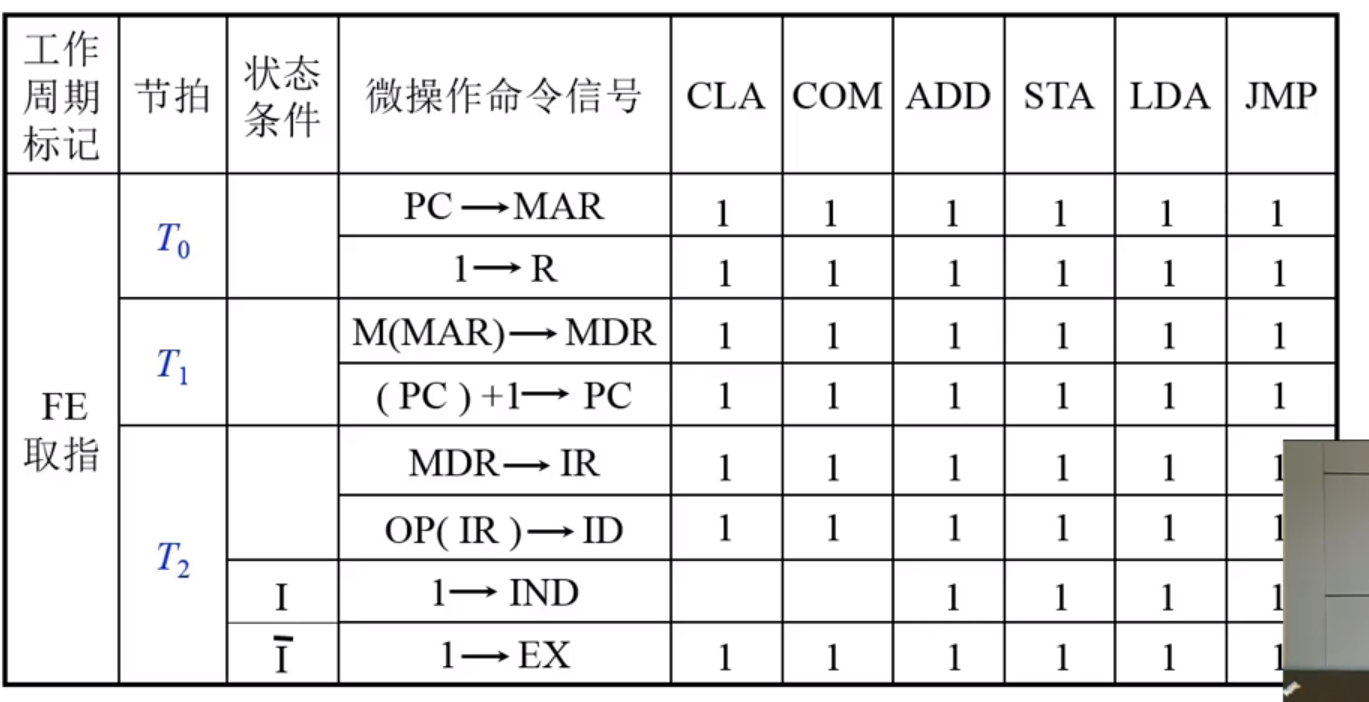 工作周期标记 节拍 状态条件 微操作命令信号 CLA COM ADD STA LDA JMP
FE 取指 T0 PC→MAR 1 1 1 1 1 1
1→R 1 1 1 1 1 1
T1 M(MAR)→MDR 1 1 1 1 1 1
( PC ) +1→ PC 1 1 1 1 1 1
T2 MDR→ IR 1 1 1 1 1 1
OP( IR )→ ID 1 1 1 1 1 1
I 1→ IND 1 1 1 1
Ī 1→ EX 1 1 1 1 1 1